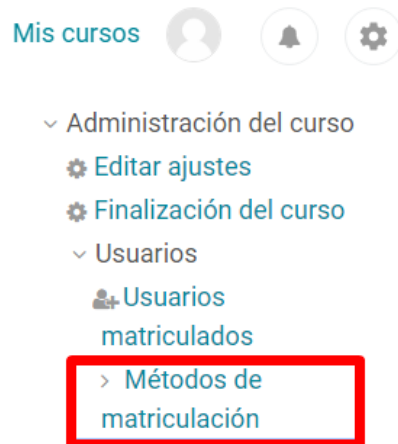 Mis cursos
Administración del curso
Editar ajustes
Finalización del curso
Usuarios
Usuarios
matriculados
Métodos de
matriculación